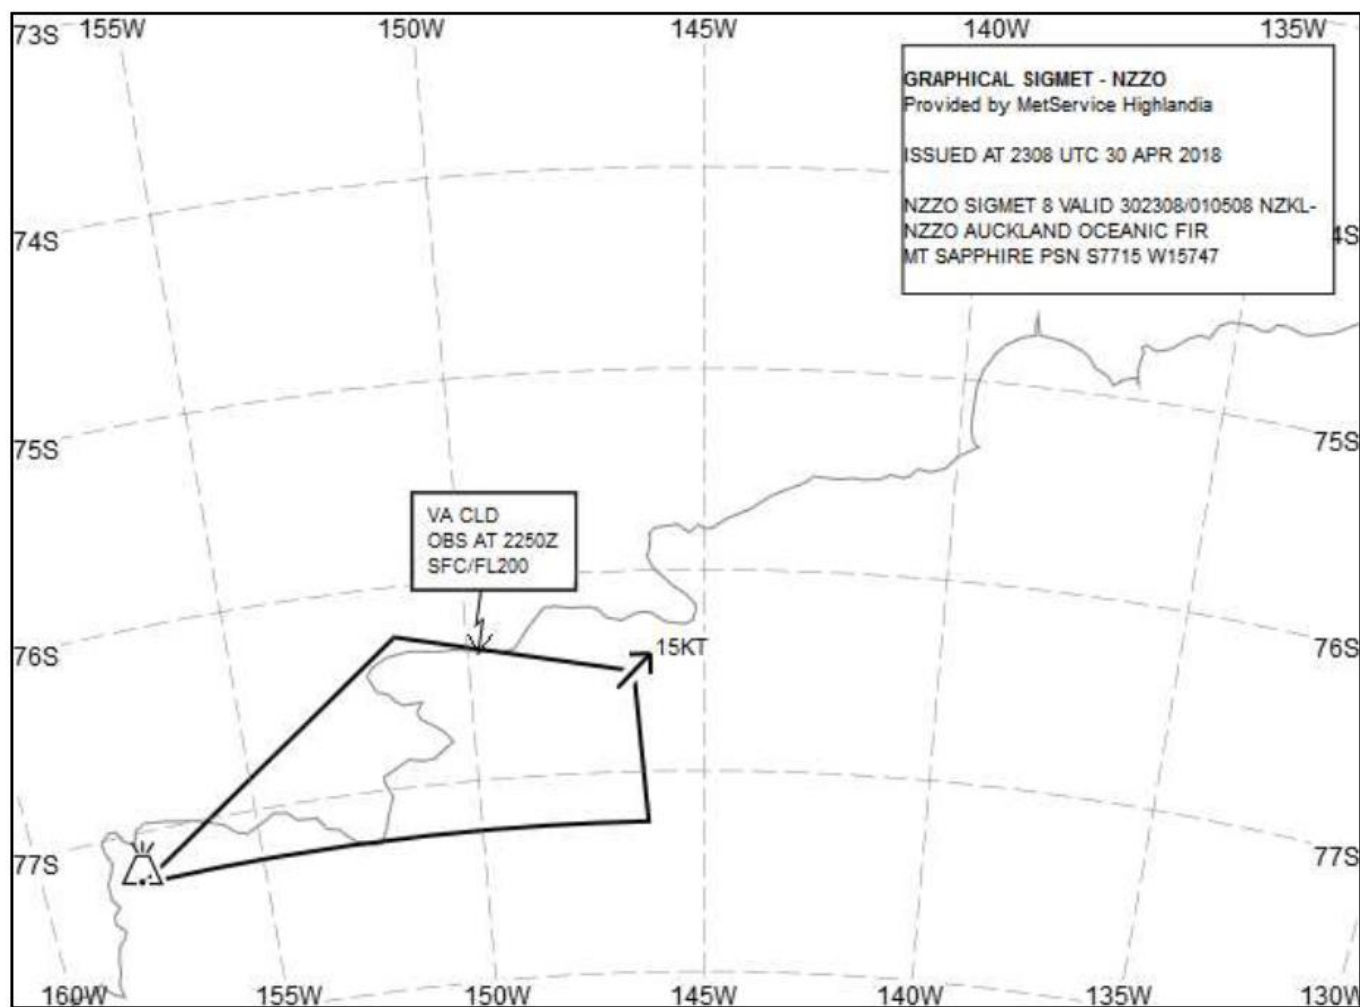 73S
155W
150W
145W
140W
135W
GRAPHICAL SIGMET - NZZO
Provided by MetService Highlandia
ISSUED AT 2308 UTC 30 APR 2018
NZZO SIGMET 8 VALID 302308/010508 NZKL-
NZZO AUCKLAND OCEANIC FIR
MT SAPPHIRE PSN S7715 W15747
74S
4S
75S
75S
VA CLD
OBS AT 2250Z
SFC/FL200
15KT
76S
76S
77S
77S
160W
155W
150W
145W
140W
135W
130W